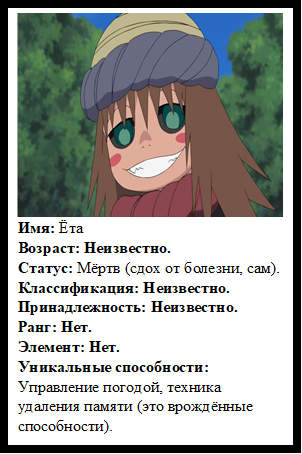 Имя: Ёта
Возраст: Неизвестно.
Статус: Мёртв (сдох от болезни, сам).
Классификация: Неизвестно.
Принадлежность: Неизвестно.
Ранг: Нет.
Элемент: Нет.
Уникальные способности:
Управление погодой, техника
удаления памяти (это врождённые
способности).